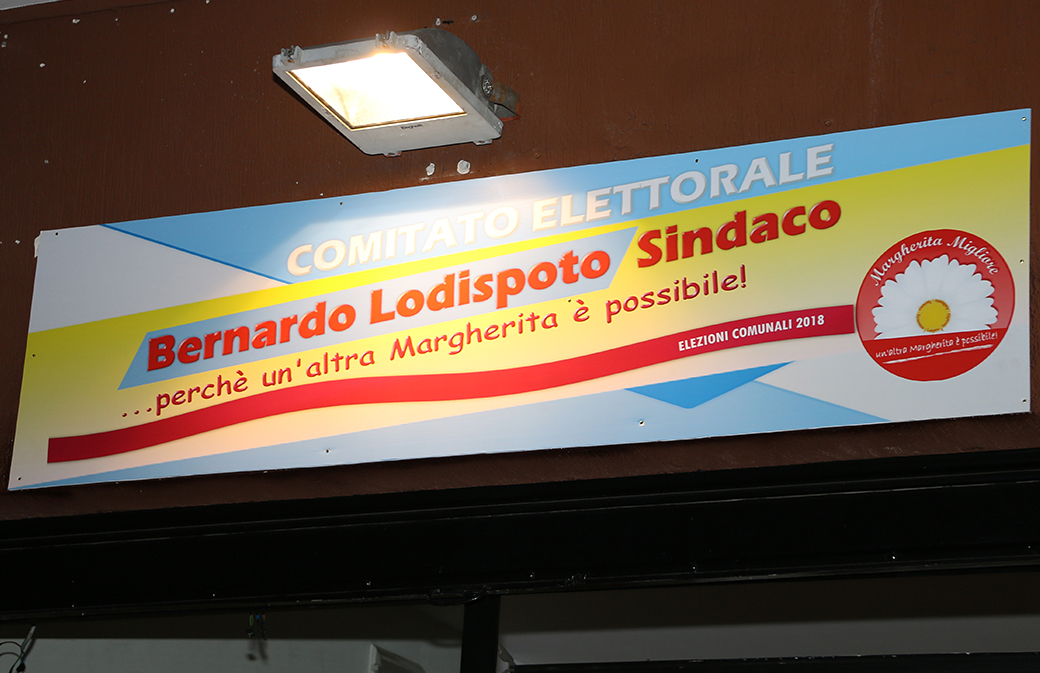 COMITATO ELETTORALE
Bernardo Lodispoto Sindaco
...perchè un'altra Margherita è possibile!
ELEZIONI COMUNALI 2018
Margherita Migliore
un'altra Margherita è possibile!